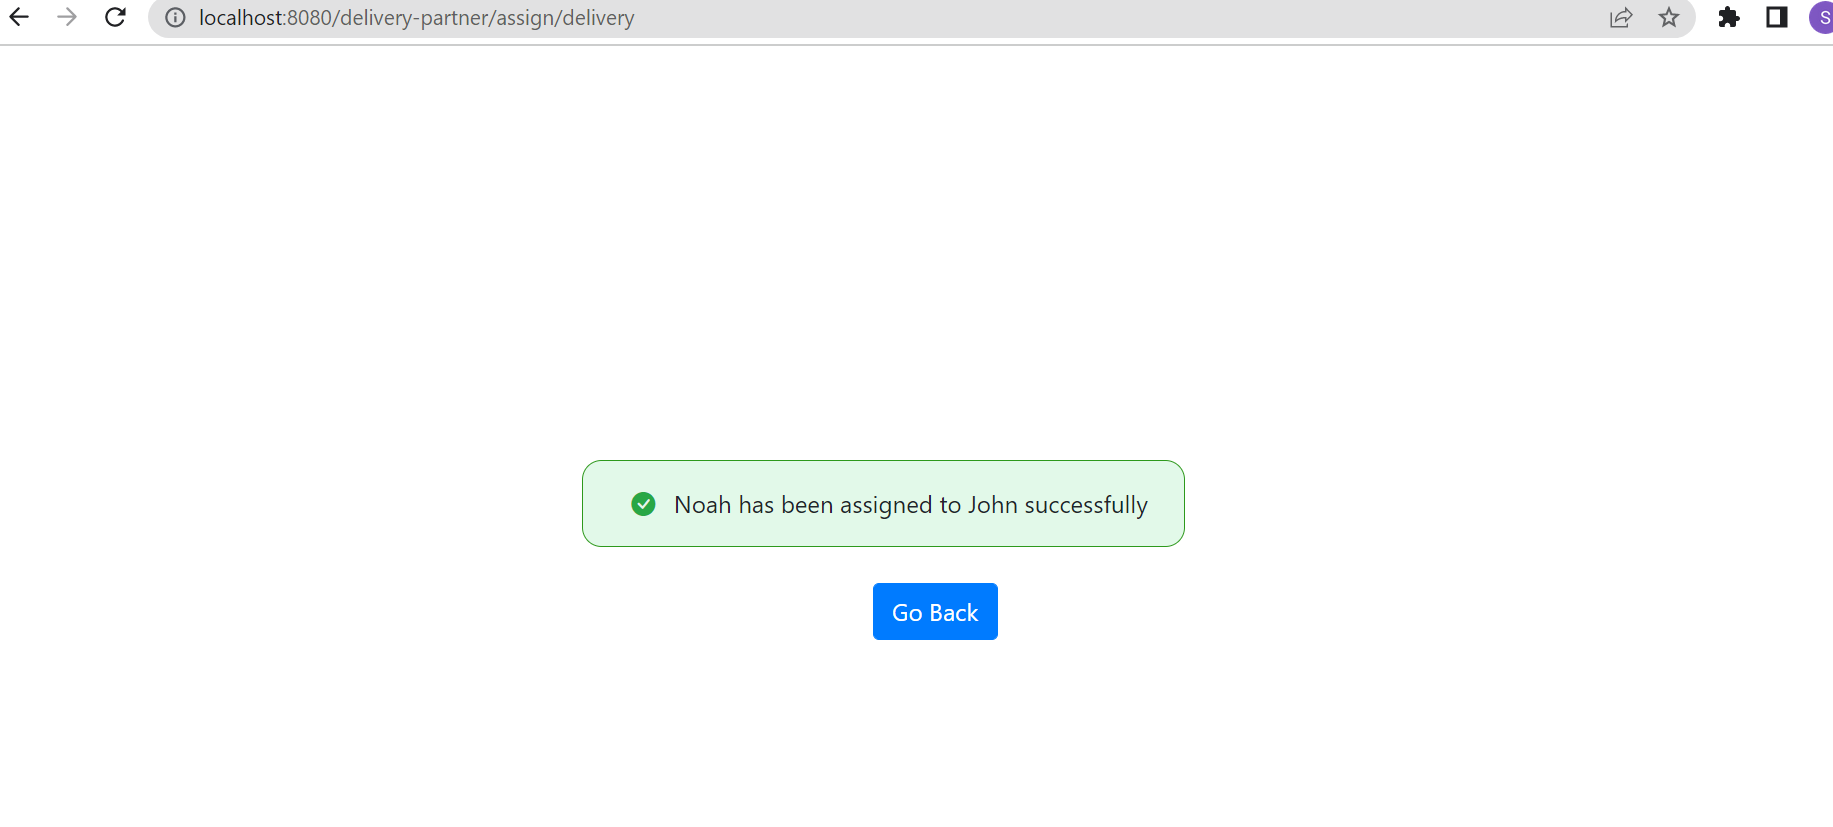 localhost:8080/delivery-partner/assign/delivery
S
Noah has been assigned to John successfully
Go Back